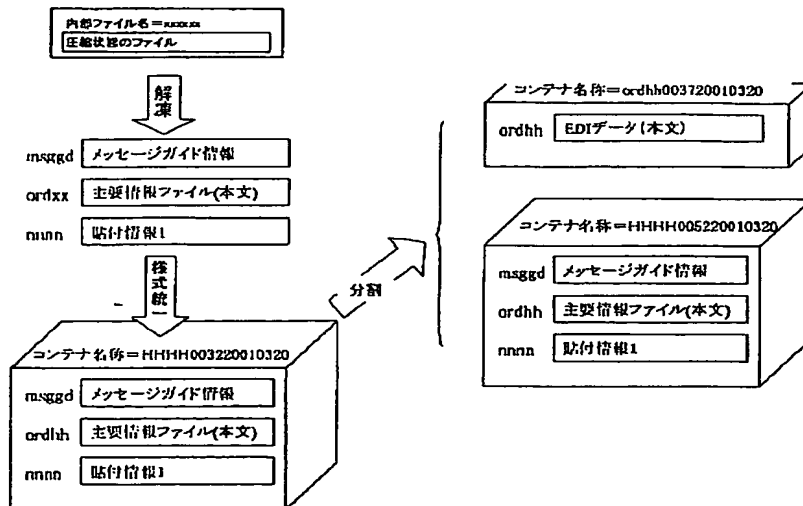 内部ファイル名=xxxxxx
圧縮状態のファイル
解凍
msggd メッセージガイド情報
ordxx 主要情報ファイル(本文)
nnnn 貼付情報1
様式統一
コンテナ名称=HHHH003220010320
msggd メッセージガイド情報
ordhh 主要情報ファイル(本文)
nnnn 貼付情報1
分割
コンテナ名称=ordhh003720010320
ordhh EDIデータ(本文)
コンテナ名称=HHHH005220010320
msggd メッセージガイド情報
ordhh 主要情報ファイル(本文)
nnnn 貼付情報1